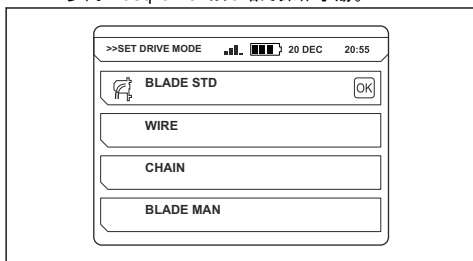 >>SET DRIVE MODE 20 DEC 20:55
BLADE STD OK
WIRE
CHAIN
BLADE MAN